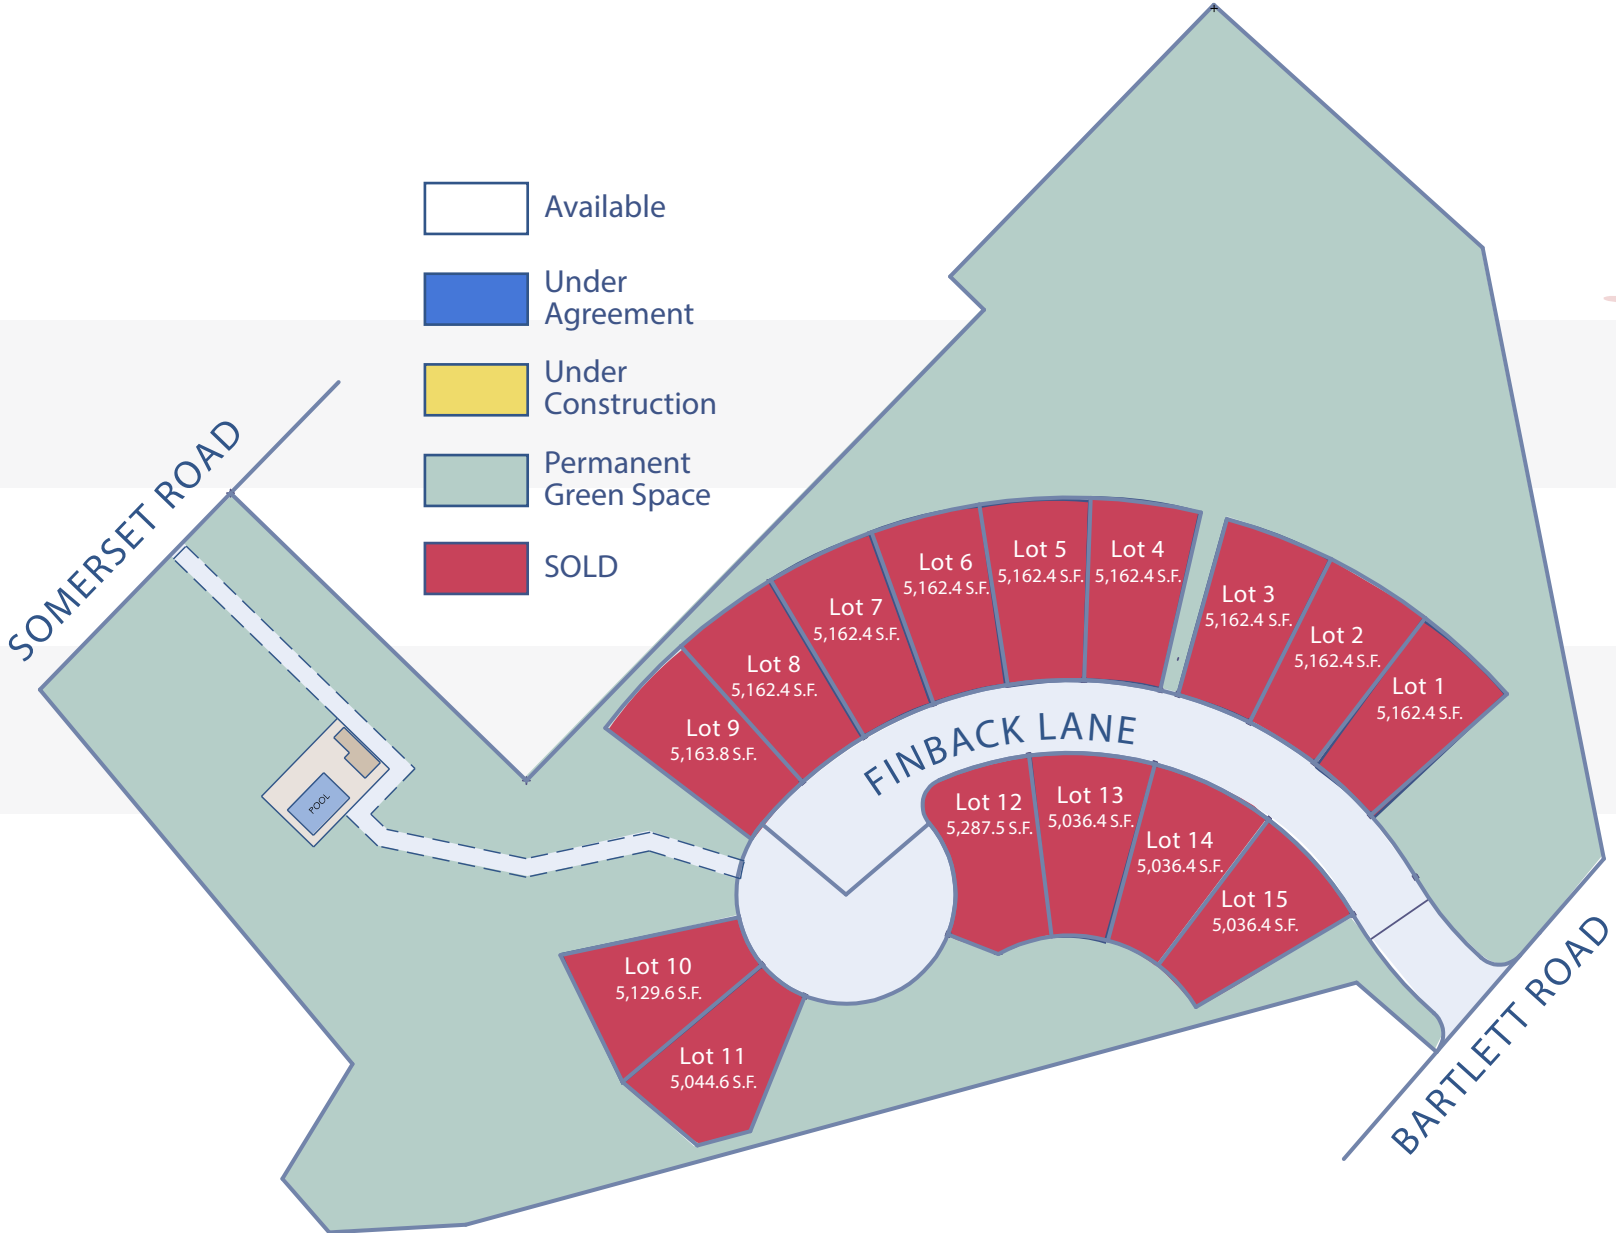 Available
Under
Agreement
Under
Construction
Permanent
Green Space
SOLD
SOMERSET ROAD
POOL
FINBACK LANE
BARTLETT ROAD
Lot 1
5,162.4 S.F.
Lot 2
5,162.4 S.F.
Lot 3
5,162.4 S.F.
Lot 4
5,162.4 S.F.
Lot 5
5,162.4 S.F.
Lot 6
5,162.4 S.F.
Lot 7
5,162.4 S.F.
Lot 8
5,162.4 S.F.
Lot 9
5,163.8 S.F.
Lot 10
5,129.6 S.F.
Lot 11
5,044.6 S.F.
Lot 12
5,287.5 S.F.
Lot 13
5,036.4 S.F.
Lot 14
5,036.4 S.F.
Lot 15
5,036.4 S.F.